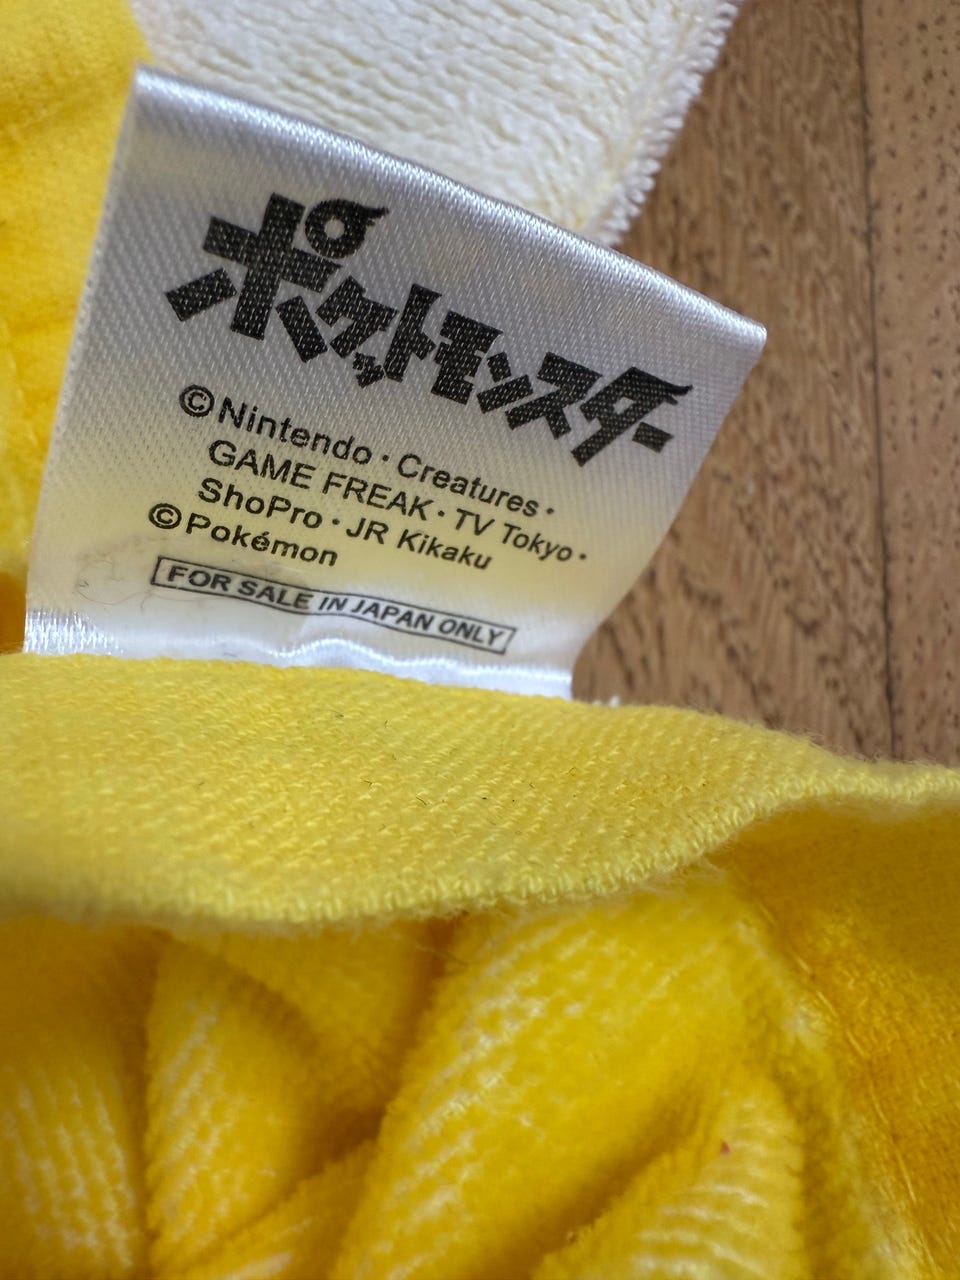 ポケットモンスター
©Nintendo・Creatures・
GAME FREAK・TV Tokyo・
ShoPro・JR Kikaku
©Pokémon
FOR SALE IN JAPAN ONLY